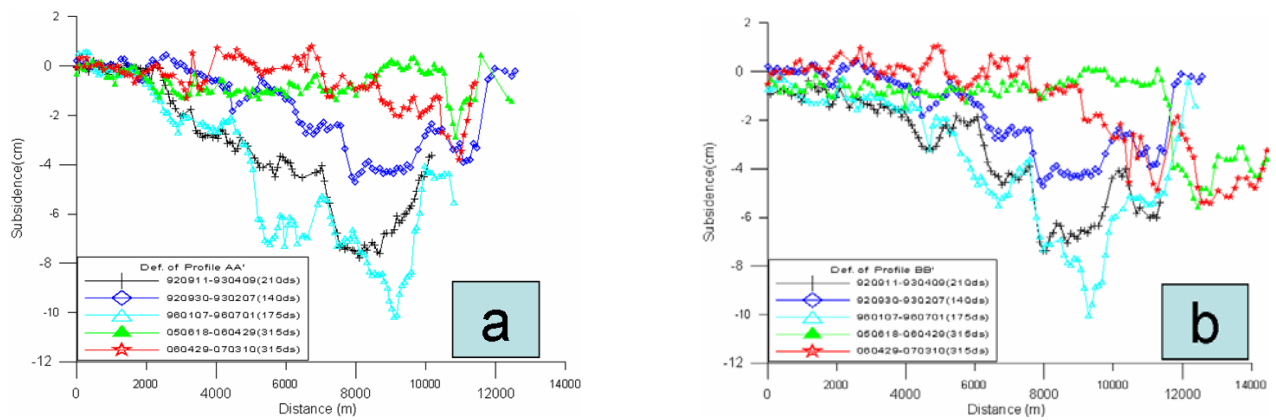 2
0
-2
-4
-6
-8
-10
-12
Subsidence(cm)
Def. of Profile AA'
920911-930409(210ds)
920930-930207(140ds)
960107-960701(175ds)
050618-060429(315ds)
060429-070310(315ds)
a
0 2000 4000 6000 8000 10000 12000 14000
Distance (m)
2
0
-2
-4
-6
-8
-10
-12
Subsidence(cm)
Def. of Profile BB'
920911-930409(210ds)
920930-930207(140ds)
960107-960701(175ds)
050618-060429(315ds)
060429-070310(315ds)
b
0 2000 4000 6000 8000 10000 12000 14000
Distance (m)